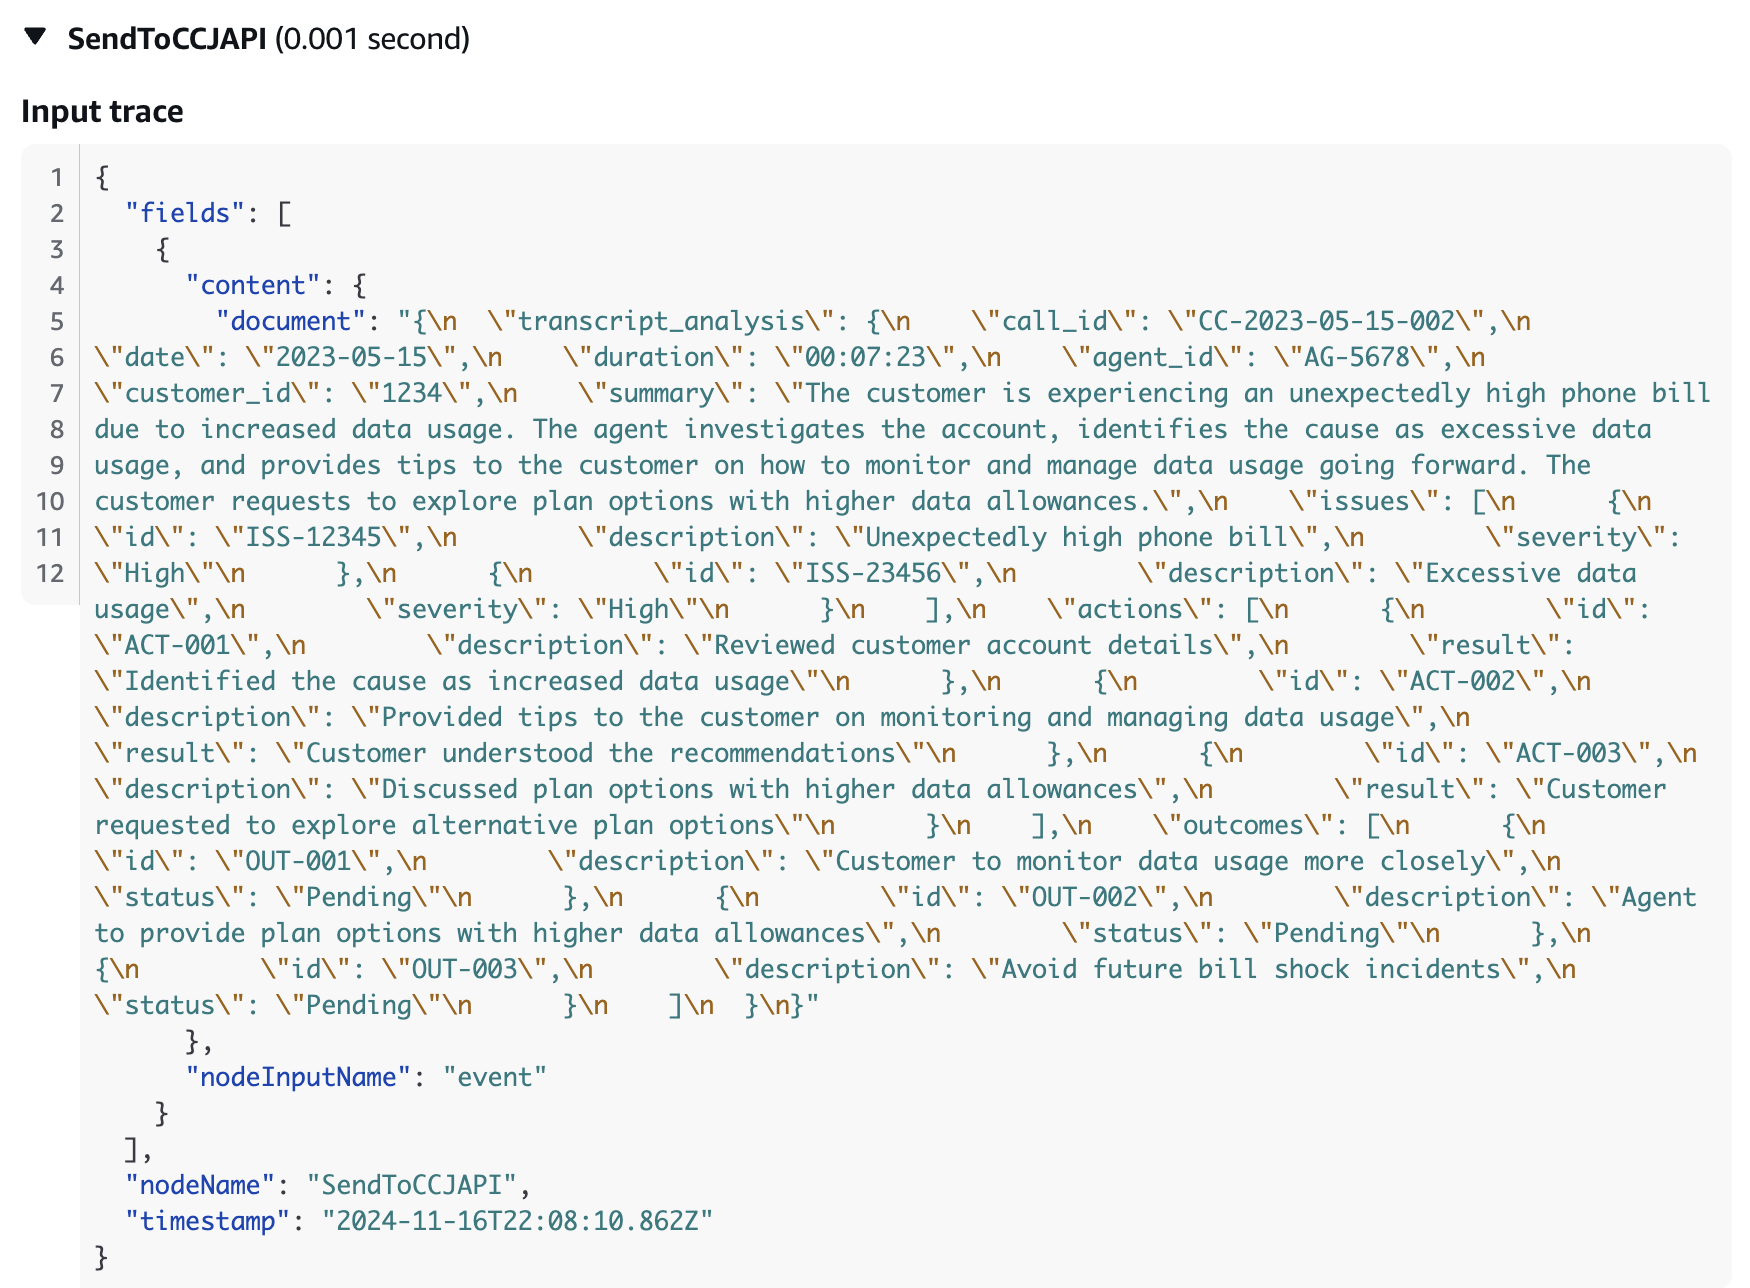 ▼ SendToCCJAPI (0.001 second)
Input trace
1 {
2   "fields": [
3     {
4       "content": {
5         "document": "{\n  \"transcript_analysis\": {\n    \"call_id\": \"CC-2023-05-15-002\",\n
6 \"date\": \"2023-05-15\",\n    \"duration\": \"00:07:23\",\n    \"agent_id\": \"AG-5678\",\n
7 \"customer_id\": \"1234\",\n    \"summary\": \"The customer is experiencing an unexpectedly high phone bill
8 due to increased data usage. The agent investigates the account, identifies the cause as excessive data
9 usage, and provides tips to the customer on how to monitor and manage data usage going forward. The
10 customer requests to explore plan options with higher data allowances.\",\n    \"issues\": [\n      {\n
11 \"id\": \"ISS-12345\",\n        \"description\": \"Unexpectedly high phone bill\",\n        \"severity\":
12 \"High\"\n      },\n      {\n        \"id\": \"ISS-23456\",\n        \"description\": \"Excessive data
usage\",\n        \"severity\": \"High\"\n      }\n    ],\n    \"actions\": [\n      {\n        \"id\":
\"ACT-001\",\n        \"description\": \"Reviewed customer account details\",\n        \"result\":
\"Identified the cause as increased data usage\"\n      },\n      {\n        \"id\": \"ACT-002\",\n
\"description\": \"Provided tips to the customer on monitoring and managing data usage\",\n
\"result\": \"Customer understood the recommendations\"\n      },\n      {\n        \"id\": \"ACT-003\",\n
\"description\": \"Discussed plan options with higher data allowances\",\n        \"result\": \"Customer
requested to explore alternative plan options\"\n      }\n    ],\n    \"outcomes\": [\n      {\n
\"id\": \"OUT-001\",\n        \"description\": \"Customer to monitor data usage more closely\",\n
\"status\": \"Pending\"\n      },\n      {\n        \"id\": \"OUT-002\",\n        \"description\": \"Agent
to provide plan options with higher data allowances\",\n        \"status\": \"Pending\"\n      },\n
{\n        \"id\": \"OUT-003\",\n        \"description\": \"Avoid future bill shock incidents\",\n
\"status\": \"Pending\"\n      }\n    ]\n  }\n}"
      },
      "nodeInputName": "event"
    }
  ],
  "nodeName": "SendToCCJAPI",
  "timestamp": "2024-11-16T22:08:10.862Z"
}